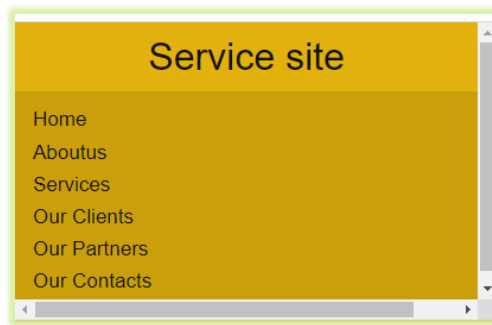 Service site
Home
Aboutus
Services
Our Clients
Our Partners
Our Contacts